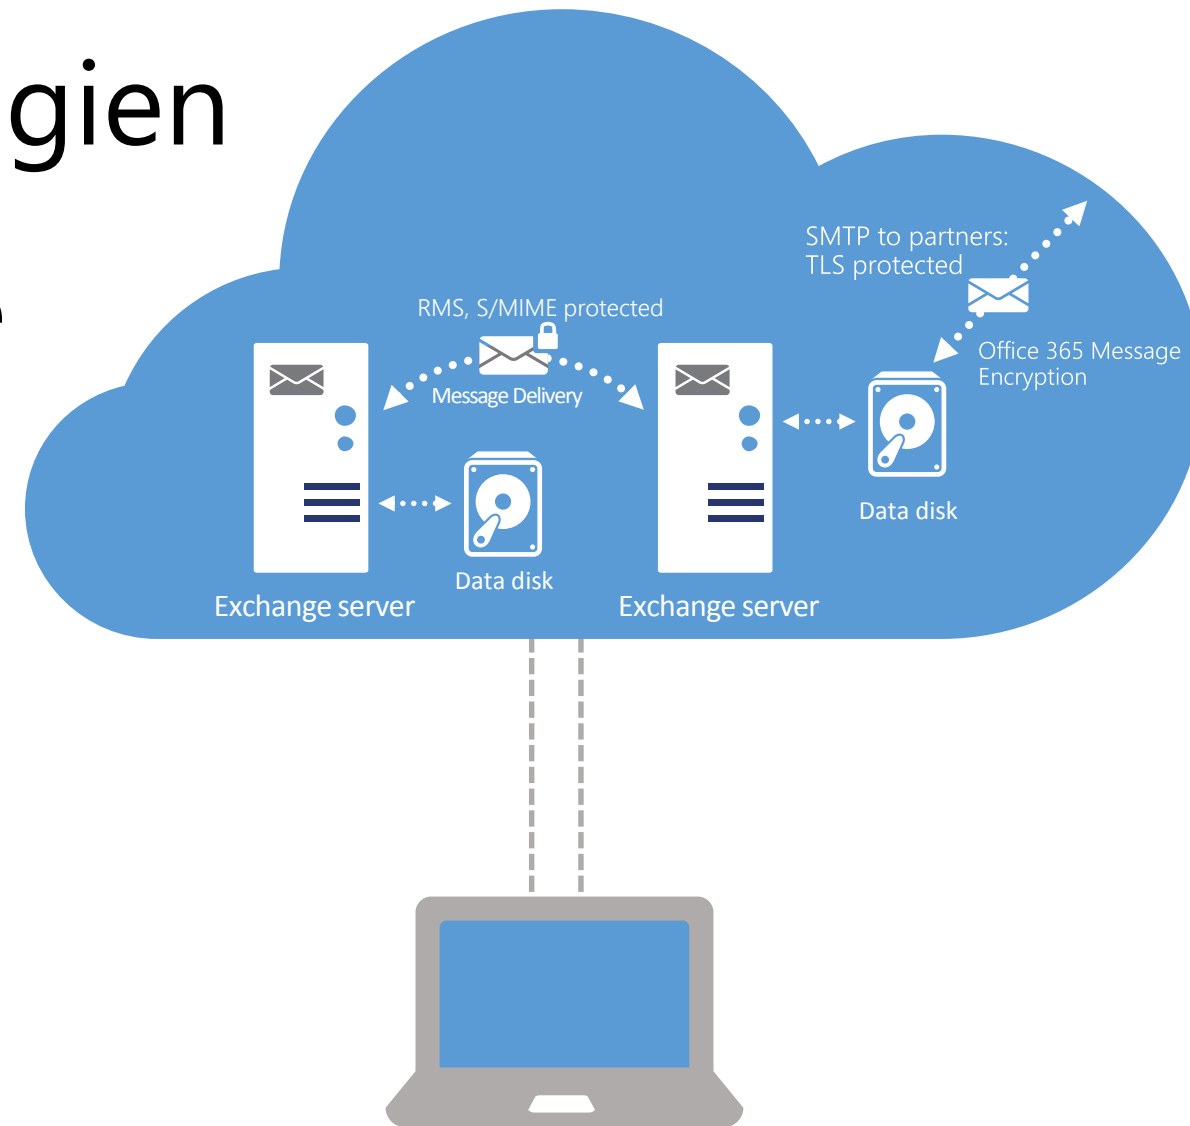 gien
SMTP to partners:
TLS protected
RMS, S/MIME protected
Message Delivery
Office 365 Message
Encryption
Data disk
Data disk
Exchange server
Exchange server